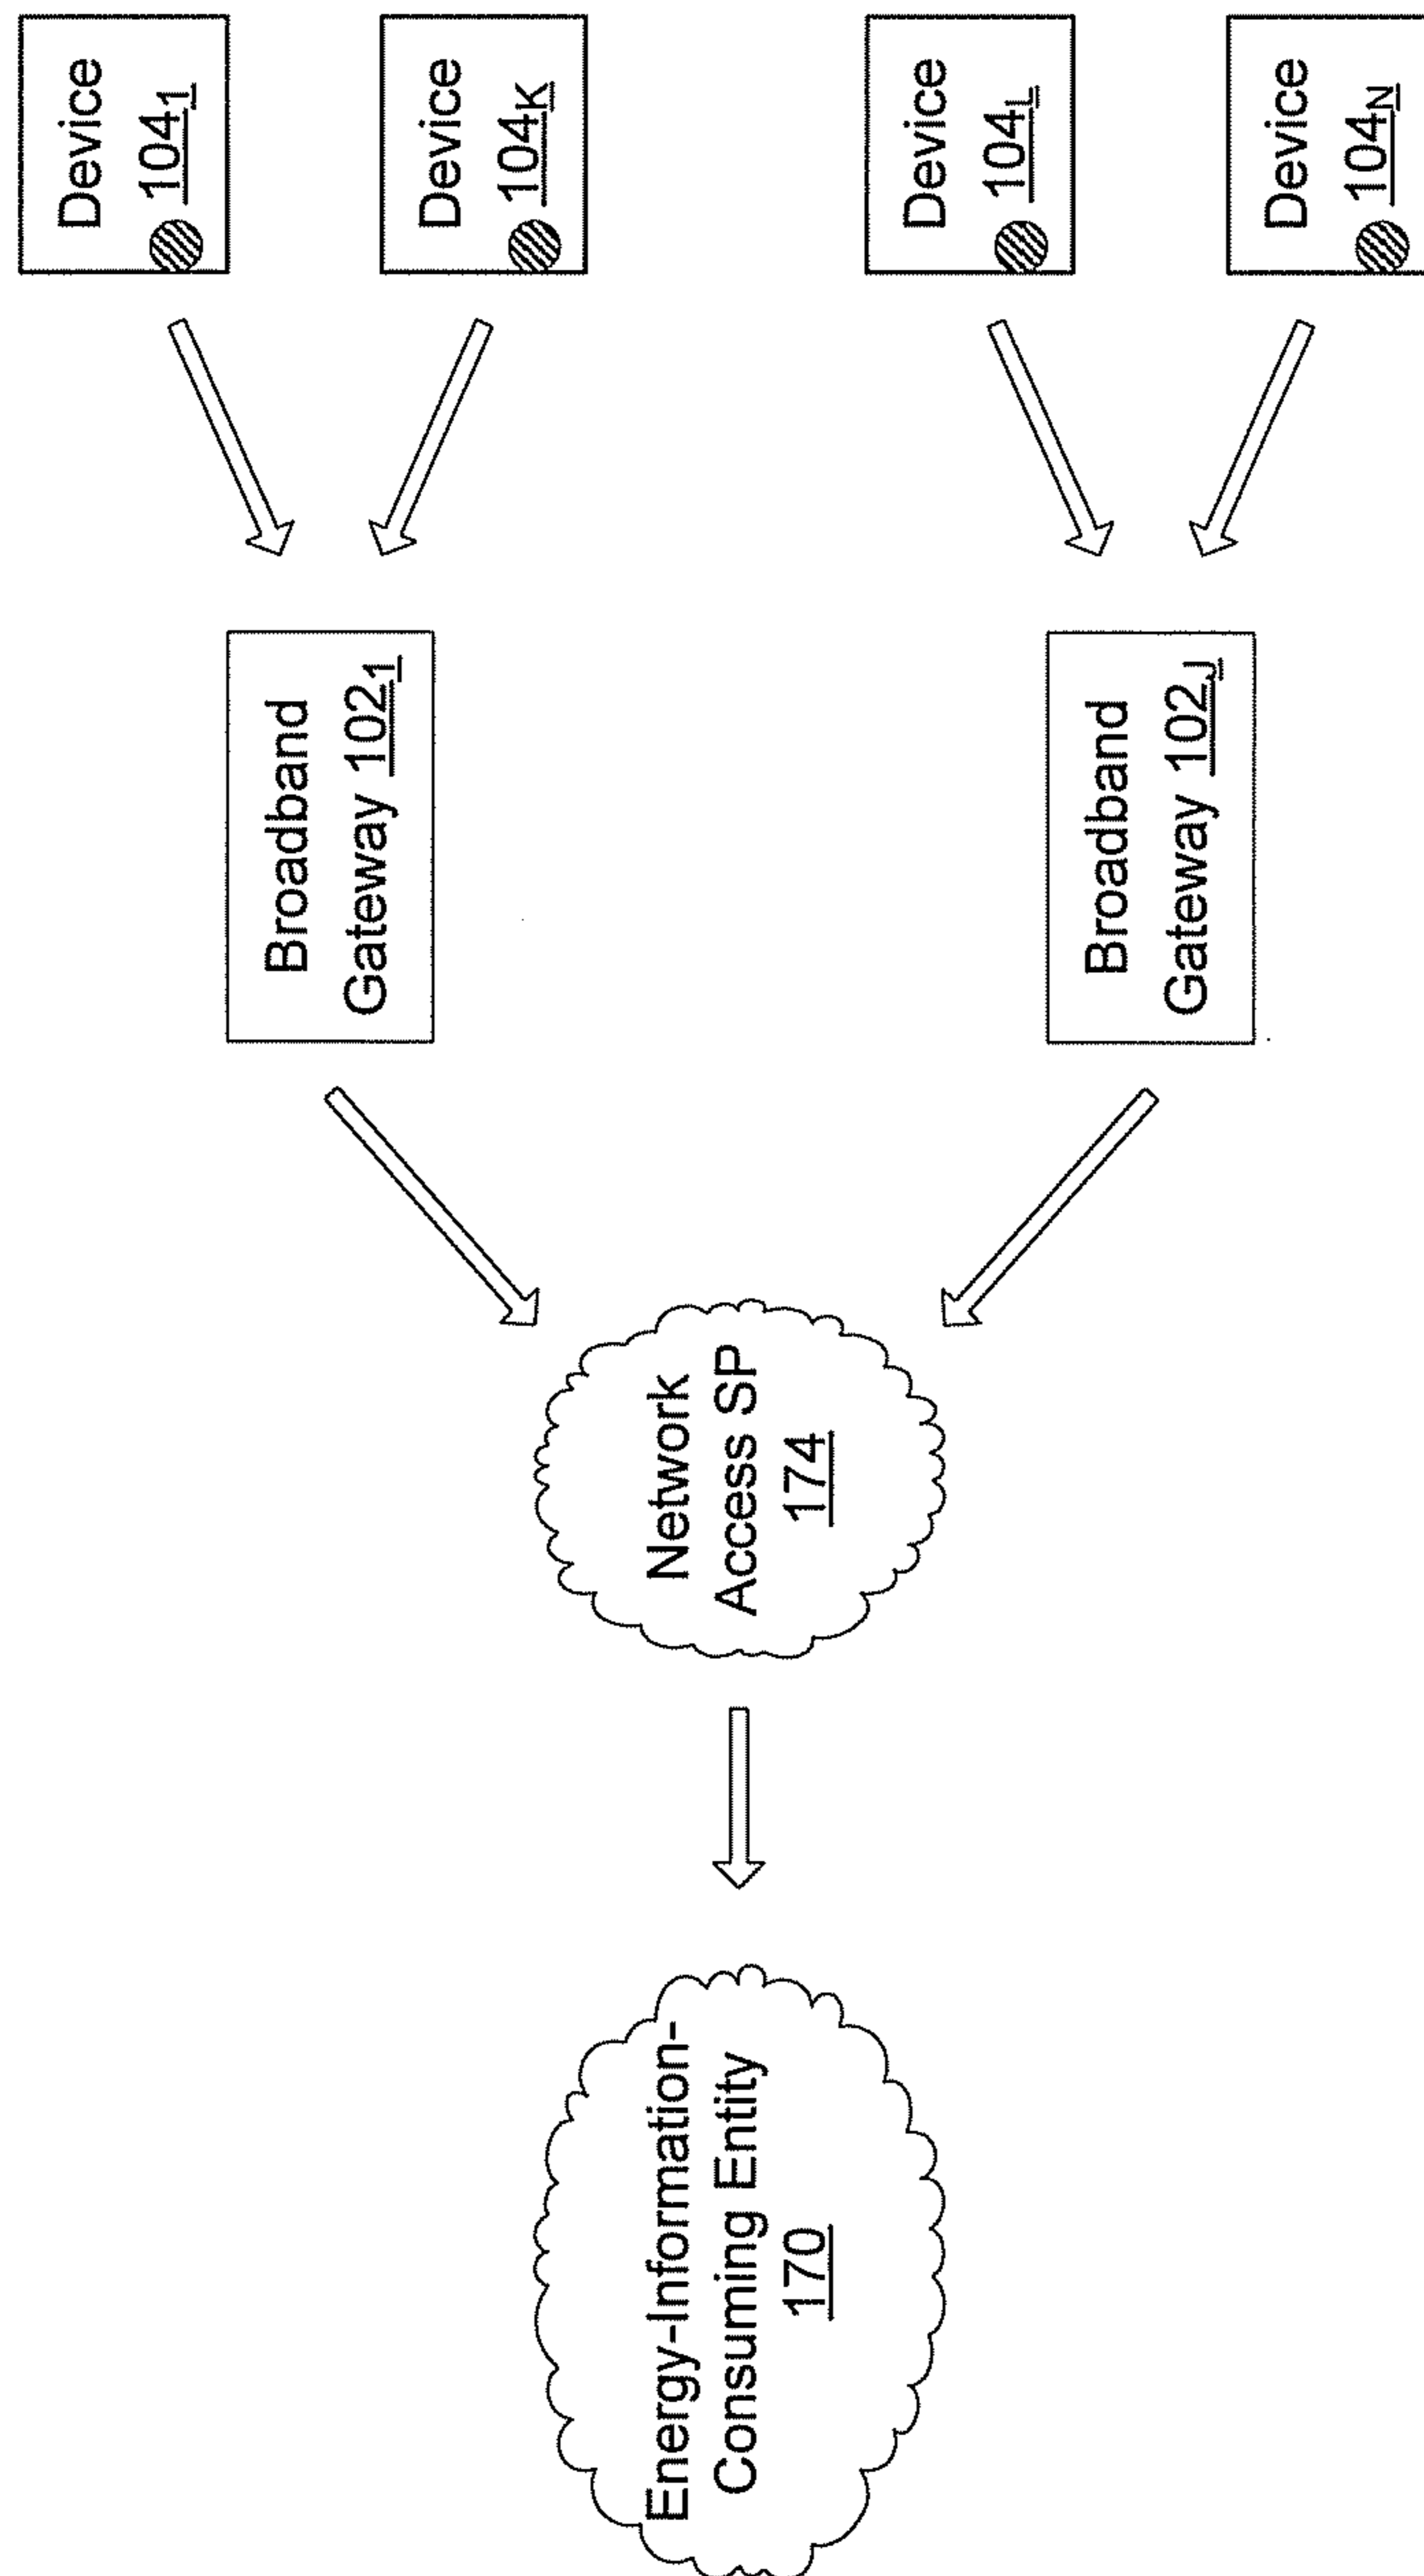 Device
104₁
Device
104K
Device
104L
Device
104N
Broadband
Gateway 102₁
Broadband
Gateway 102J
Network
Access SP
174
Energy-Information-
Consuming Entity
170